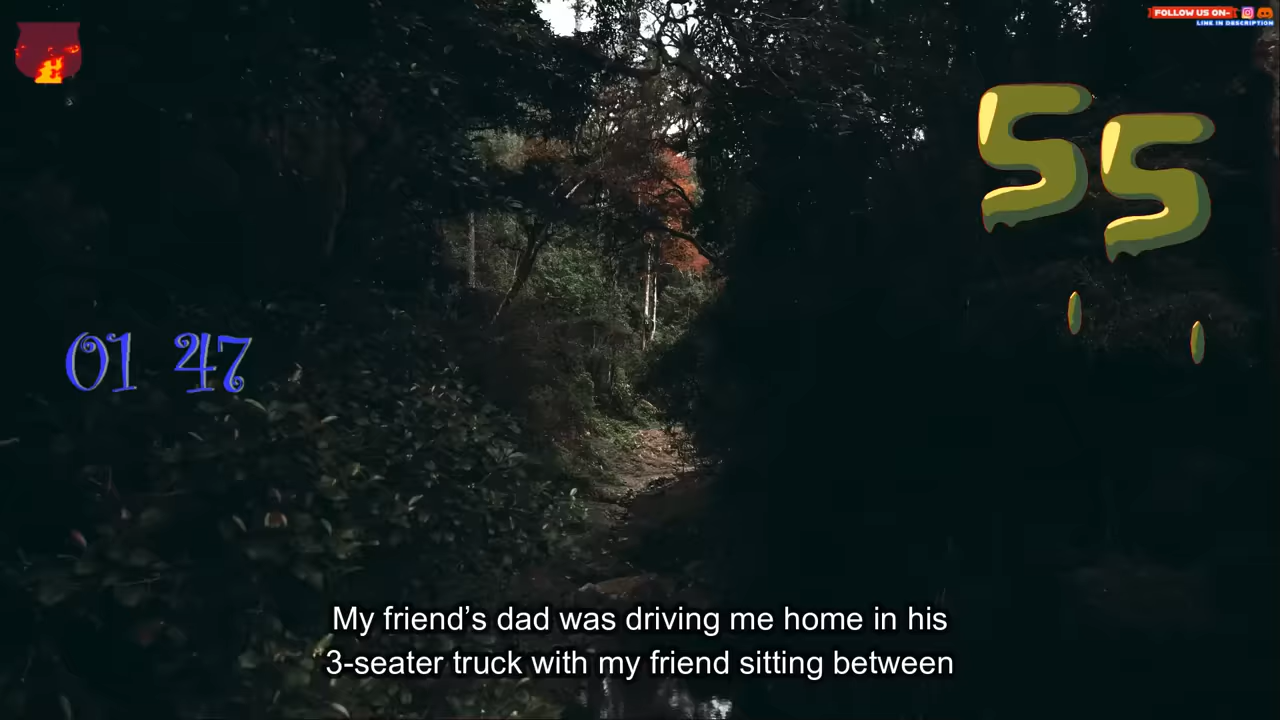 FOLLOW US ON-
LINK IN DESCRIPTION
55
01 47
My friend’s dad was driving me home in his
3-seater truck with my friend sitting between